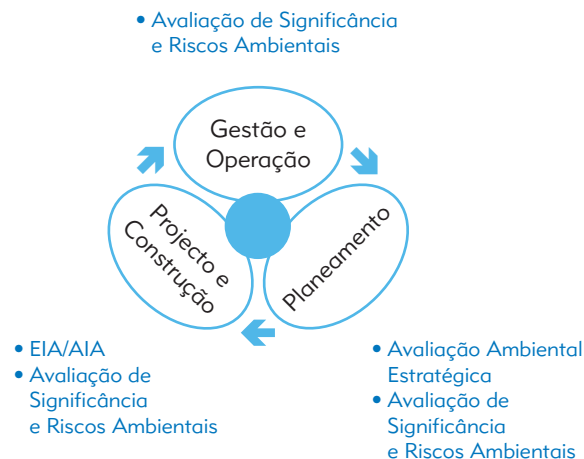 • Avaliação de Significância
e Riscos Ambientais
Gestão e
Operação
Projecto e
Construção
Planeamento
• EIA/AIA
• Avaliação de
Significância
e Riscos Ambientais
• Avaliação Ambiental
Estratégica
• Avaliação de
Significância
e Riscos Ambientais